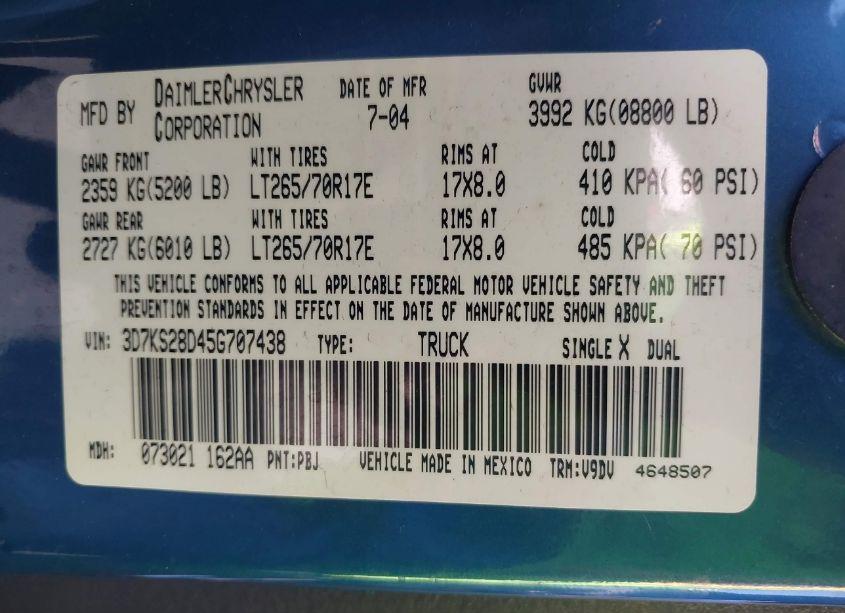 MFD BY DAIMLERCHRYSLER CORPORATION DATE OF MFR 7-04 GVWR 3992 KG(08800 LB)
GAWR FRONT WITH TIRES RIMS AT COLD
2359 KG(5200 LB) LT265/70R17E 17X8.0 410 KPA( 60 PSI)
GAWR REAR WITH TIRES RIMS AT COLD
2727 KG(6010 LB) LT265/70R17E 17X8.0 485 KPA( 70 PSI)
THIS VEHICLE CONFORMS TO ALL APPLICABLE FEDERAL MOTOR VEHICLE SAFETY AND THEFT
PREVENTION STANDARDS IN EFFECT ON THE DATE OF MANUFACTURE SHOWN ABOVE.
VIN: 3D7KS28D45G707438 TYPE: TRUCK SINGLE X DUAL
MDH: 073021 162AA PNT:PBJ VEHICLE MADE IN MEXICO TRM:V9DV 4648507